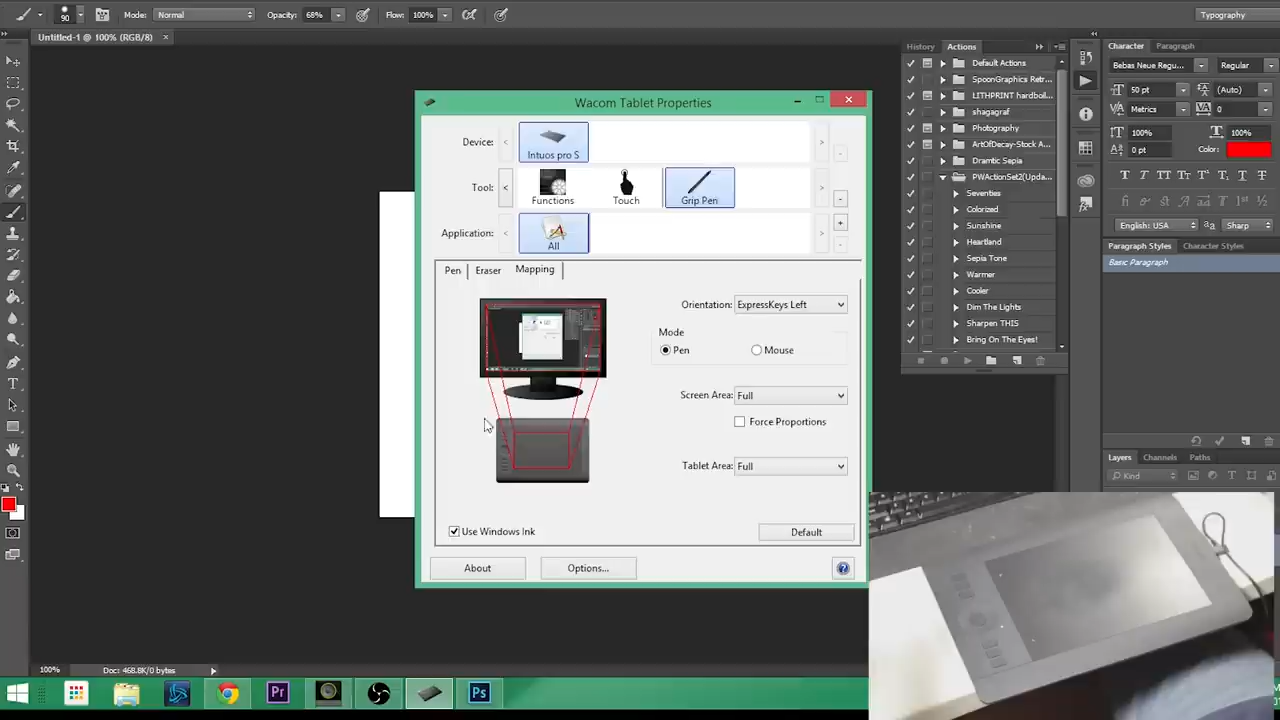 90
Mode: Normal Opacity: 68% Flow: 100%
Typography
Untitled-1 @ 100% (RGB/8) ×
History Actions
Default Actions
SpoonGraphics Retr...
LITHPRINT hardboil...
shagagraf
Photography
ArtOfDecay-Stock A...
Dramtic Sepia
PWActionSet2(Upda...
Seventies
Colorized
Sunshine
Heartland
Sepia Tone
Warmer
Cooler
Dim The Lights
Sharpen THIS
Bring On The Eyes!
Character Paragraph
Bebas Neue Regu... Regular
50 pt (Auto)
Metrics 0
100% 100%
0 pt Color:
English: USA Sharp
Paragraph Styles Character Styles
Basic Paragraph
Layers Channels Paths
Kind
Wacom Tablet Properties
Device: Intuos pro S
Tool: Functions Touch Grip Pen
Application: All
Pen Eraser Mapping
Orientation: ExpressKeys Left
Mode
Pen Mouse
Screen Area: Full
Force Proportions
Tablet Area: Full
Use Windows Ink Default
About Options... ?
100% Doc: 468.8K/0 bytes
Pr Ps